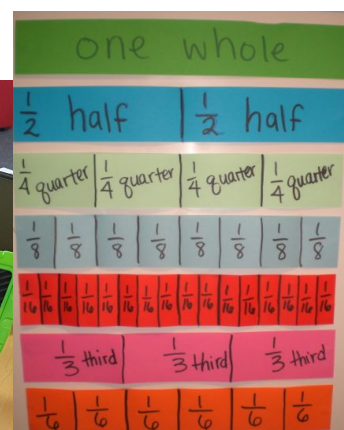 one whole
1/2 half 1/2 half
1/4 quarter 1/4 quarter 1/4 quarter 1/4 quarter
1/8 1/8 1/8 1/8 1/8 1/8 1/8 1/8
1/16 1/16 1/16 1/16 1/16 1/16 1/16 1/16 1/16 1/16 1/16 1/16 1/16 1/16 1/16 1/16
1/3 third 1/3 third 1/3 third
1/6 1/6 1/6 1/6 1/6 1/6